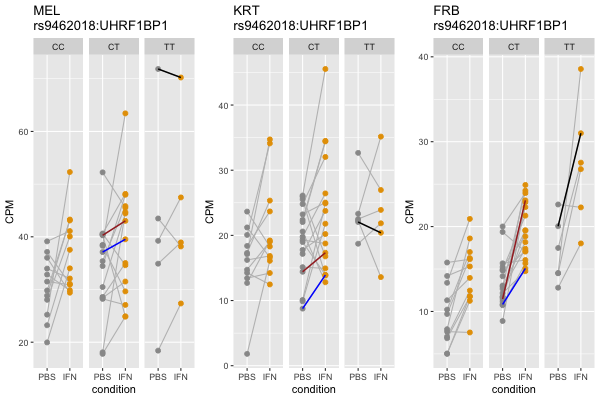 MEL
rs9462018:UHRF1BP1
CC CT TT
CPM
60
40
20
PBS IFN PBS IFN PBS IFN
condition
KRT
rs9462018:UHRF1BP1
CC CT TT
CPM
40
30
20
10
0
PBS IFN PBS IFN PBS IFN
condition
FRB
rs9462018:UHRF1BP1
CC CT TT
CPM
40
30
20
10
PBS IFN PBS IFN PBS IFN
condition